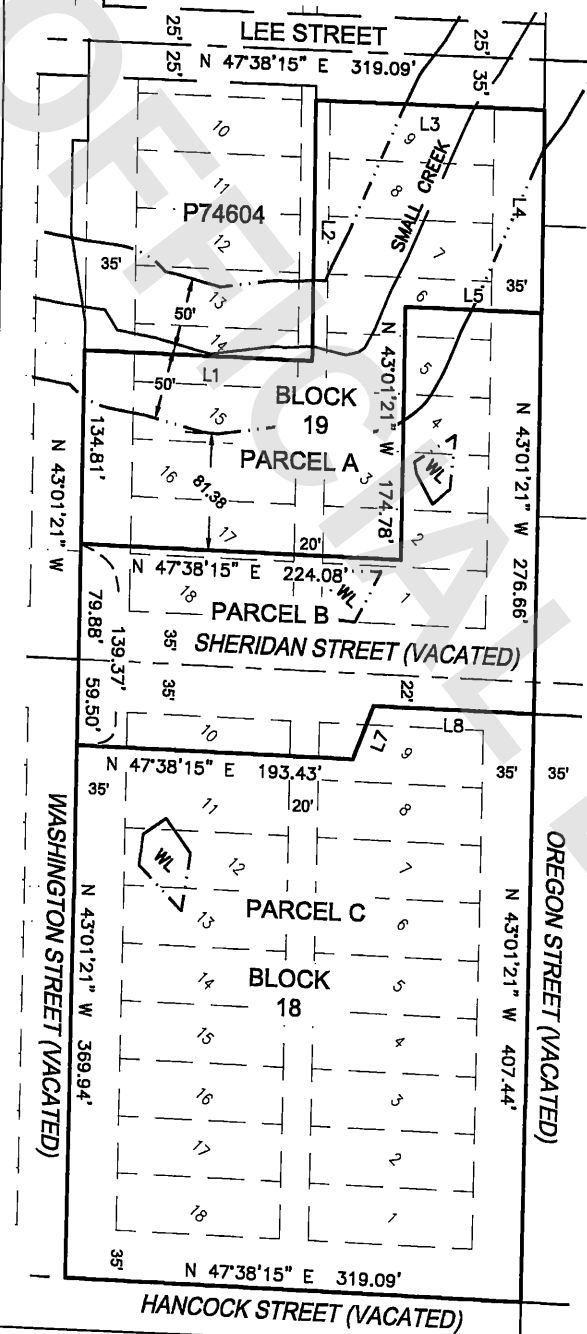 25' 25'
LEE STREET
25' 35'
N 47°38'15" E 319.09'
10
11
P74604
12
13
14
35'
50'
50'
L1
L2
L3
L4
9
8
SMALL CREEK
7
6
L5
35'
5
4
WL
3
2
1
BLOCK
19
PARCEL A
15
16
81.38
17
20'
N 43°01'21" W 174.78'
N 43°01'21" W 276.66'
134.81'
N 43°01'21" W
N 47°38'15" E 224.08'
WL
18
PARCEL B
35'
SHERIDAN STREET (VACATED)
139.37'
79.88' 59.50'
35'
22'
L8
L7
10
N 47°38'15" E 193.43'
35'
20'
9
35' 35'
11
8
WL
12
7
13
PARCEL C
6
BLOCK
18
14
5
15
4
16
3
17
2
18
1
WASHINGTON STREET (VACATED)
N 43°01'21" W 369.94'
N 43°01'21" W 407.44'
OREGON STREET (VACATED)
35'
N 47°38'15" E 319.09'
HANCOCK STREET (VACATED)
OFFICIAL